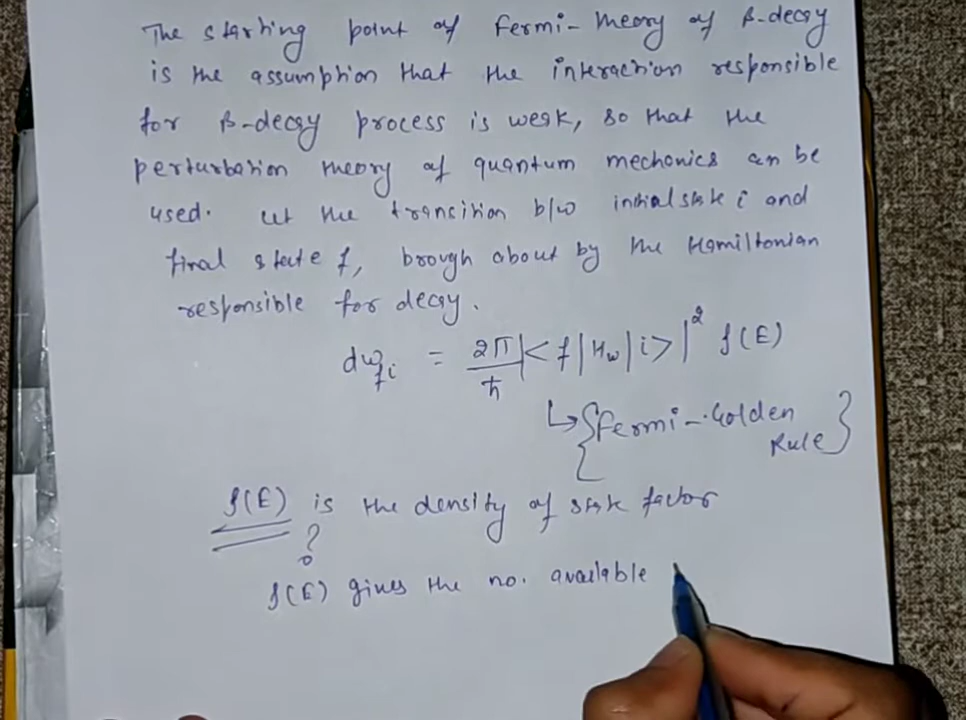 The starting point of Fermi-theory of β-decay
is the assumption that the interaction responsible
for β-decay process is weak, so that the
perturbation theory of quantum mechanics can be
used. Let the transition b/w initial state i and
final state f, brough about by the Hamiltonian
responsible for decay.
dω_fi = 2π/ħ |<f|H_w|i>|² ρ(E)
↳ {Fermi-Golden
Rule}
ρ(E) is the density of state factor
?
ρ(E) gives the no. available